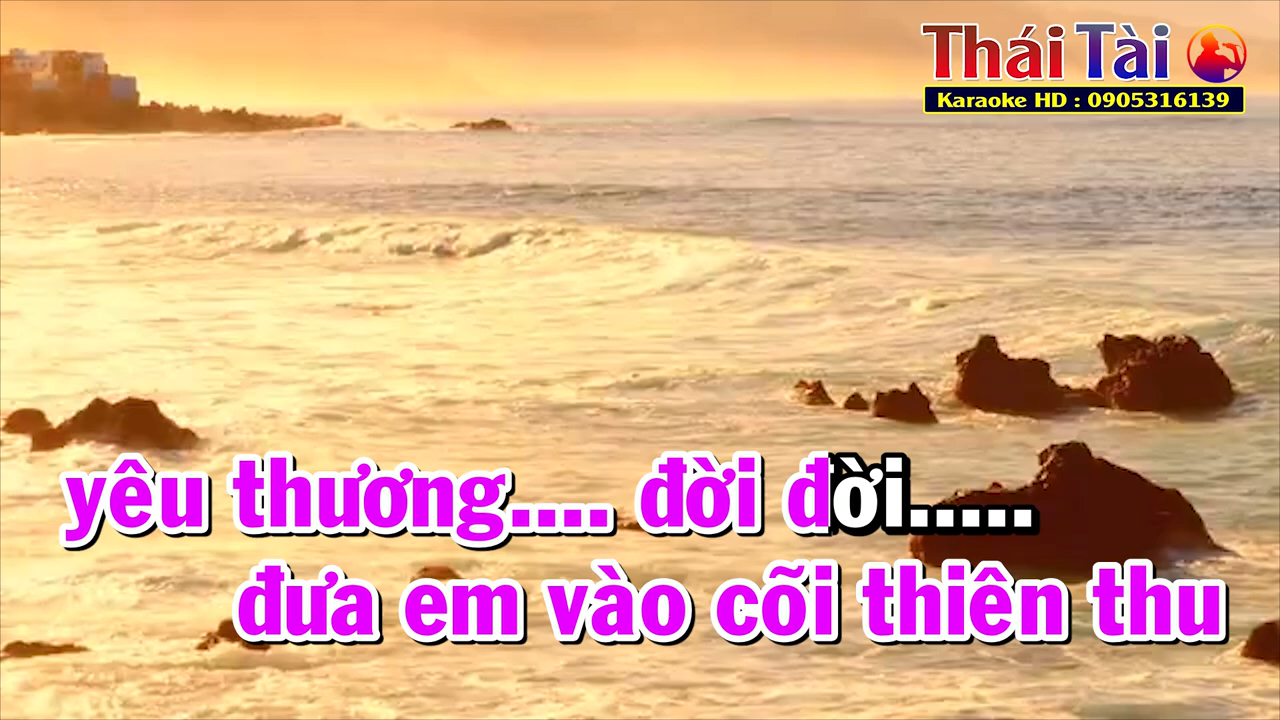 Thái Tài
Karaoke HD : 0905316139
yêu thương.... đời đời.....
đưa em vào cõi thiên thu